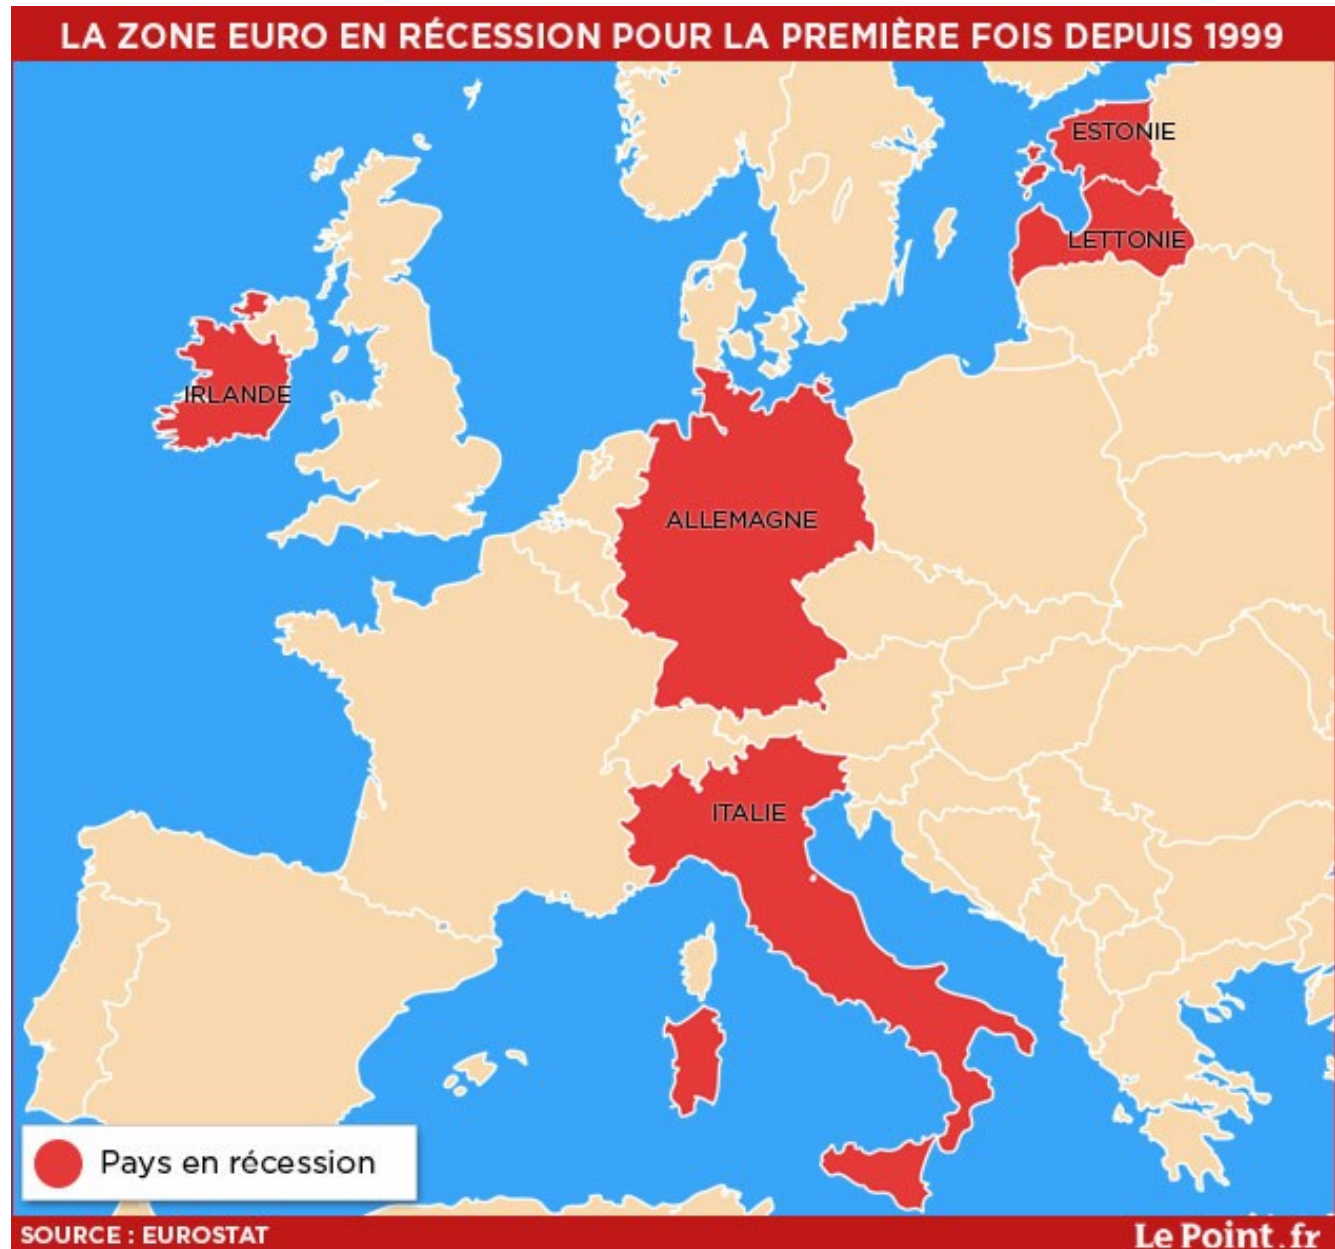 LA ZONE EURO EN RÉCESSION POUR LA PREMIÈRE FOIS DEPUIS 1999
ESTONIE
LETTONIE
IRLANDE
ALLEMAGNE
ITALIE
Pays en récession
SOURCE : EUROSTAT
Le Point.fr